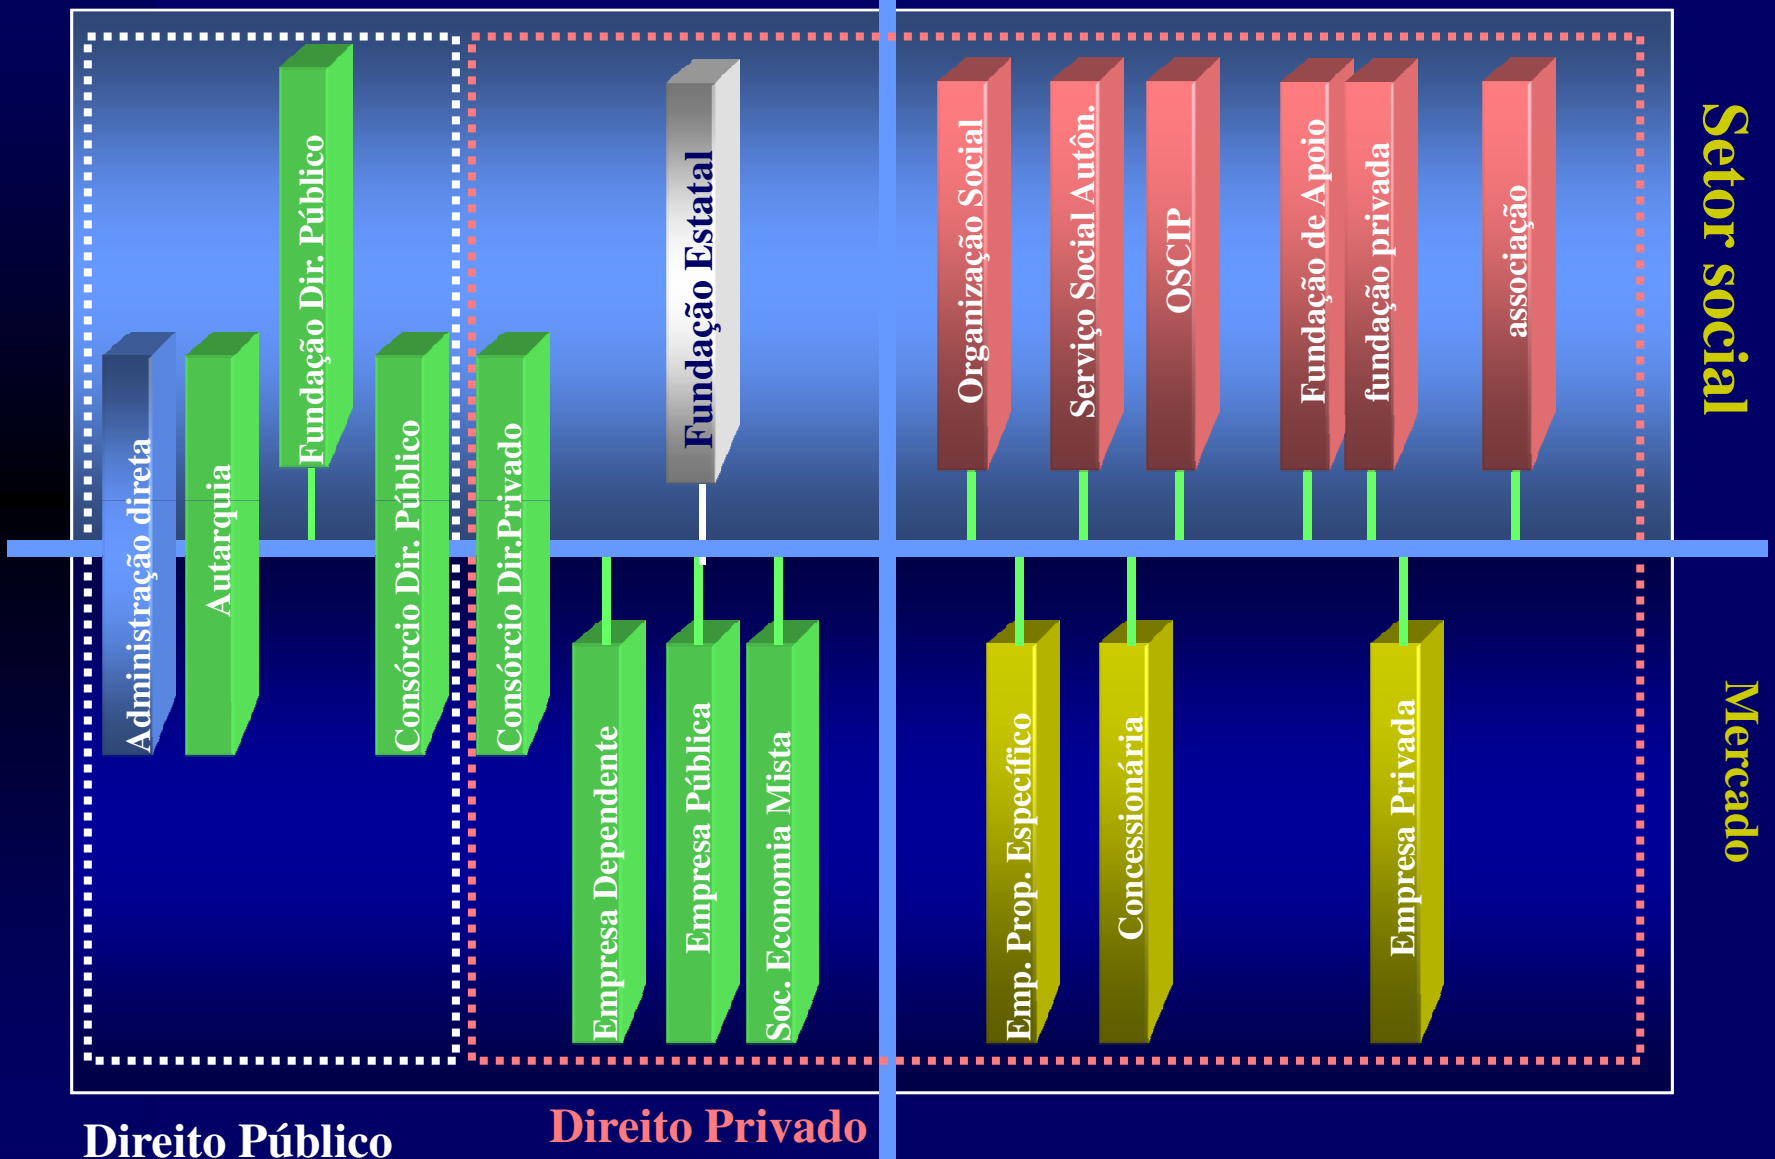 Fundação Dir. Público
Fundação Estatal
Organização Social
Serviço Social Autôn.
OSCIP
Fundação de Apoio
fundação privada
associação
Setor social
Administração direta
Autarquia
Consórcio Dir. Público
Consórcio Dir.Privado
Empresa Dependente
Empresa Pública
Soc. Economia Mista
Emp. Prop. Específico
Concessionária
Empresa Privada
Mercado
Direito Público
Direito Privado